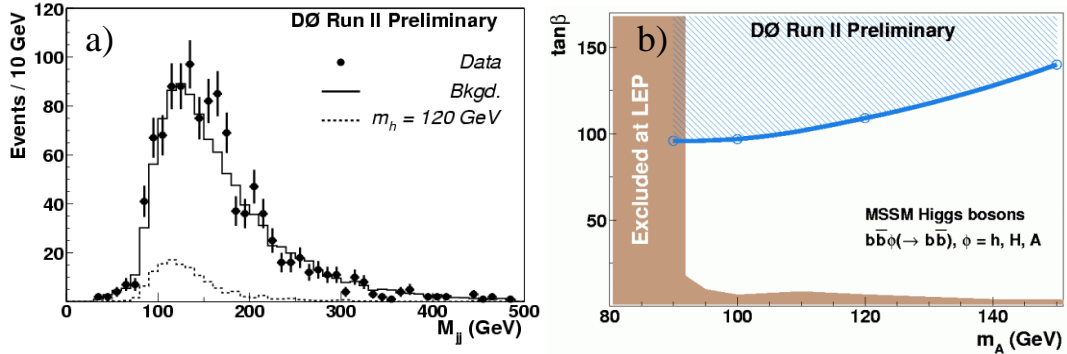 a)
DØ Run II Preliminary
Data
Bkgd.
m_h = 120 GeV
Events / 10 GeV
120
100
80
60
40
20
0
0 100 200 300 400 500
M_jj (GeV)
b)
DØ Run II Preliminary
tanβ
150
100
50
Excluded at LEP
MSSM Higgs bosons
bb̅φ(→ bb̅), φ = h, H, A
80 100 120 140
m_A (GeV)